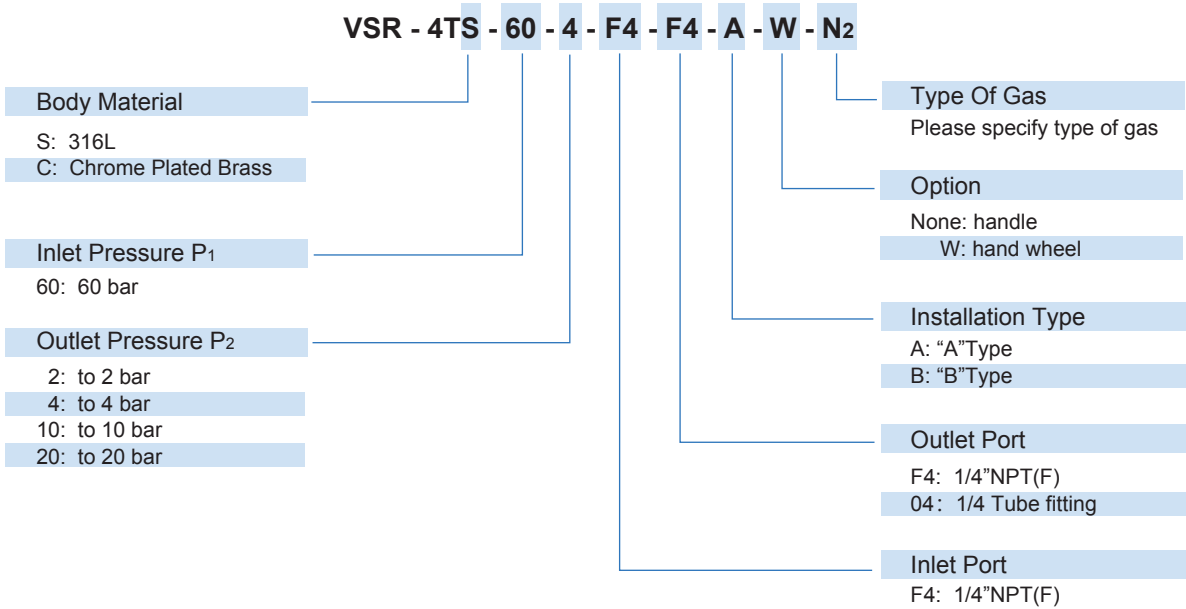 VSR - 4TS - 60 - 4 - F4 - F4 - A - W - N2
Body Material
S: 316L
C: Chrome Plated Brass
Inlet Pressure P1
60: 60 bar
Outlet Pressure P2
2: to 2 bar
4: to 4 bar
10: to 10 bar
20: to 20 bar
Type Of Gas
Please specify type of gas
Option
None: handle
W: hand wheel
Installation Type
A: “A”Type
B: “B”Type
Outlet Port
F4: 1/4”NPT(F)
04: 1/4 Tube fitting
Inlet Port
F4: 1/4”NPT(F)